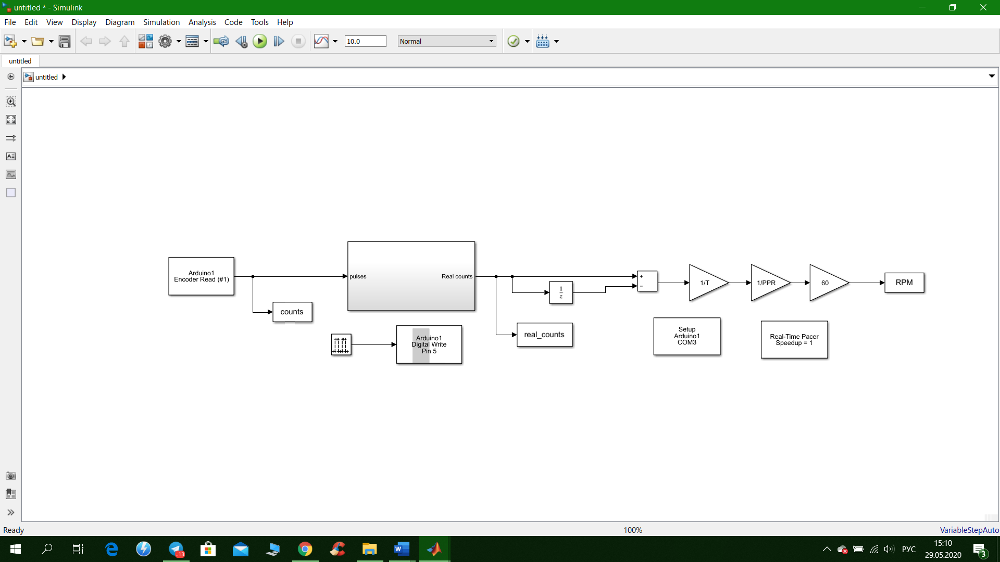 untitled * - Simulink
File Edit View Display Diagram Simulation Analysis Code Tools Help
10.0 Normal
untitled
untitled
Arduino1
Encoder Read (#1)
counts
pulses Real counts
Arduino1
Digital Write
Pin 5
1
z
real_counts
+
−
1/T
1/PPR
60
RPM
Setup
Arduino1
COM3
Real-Time Pacer
Speedup = 1
Ready 100% VariableStepAuto
..13
W
РУС
15:10
29.05.2020
3